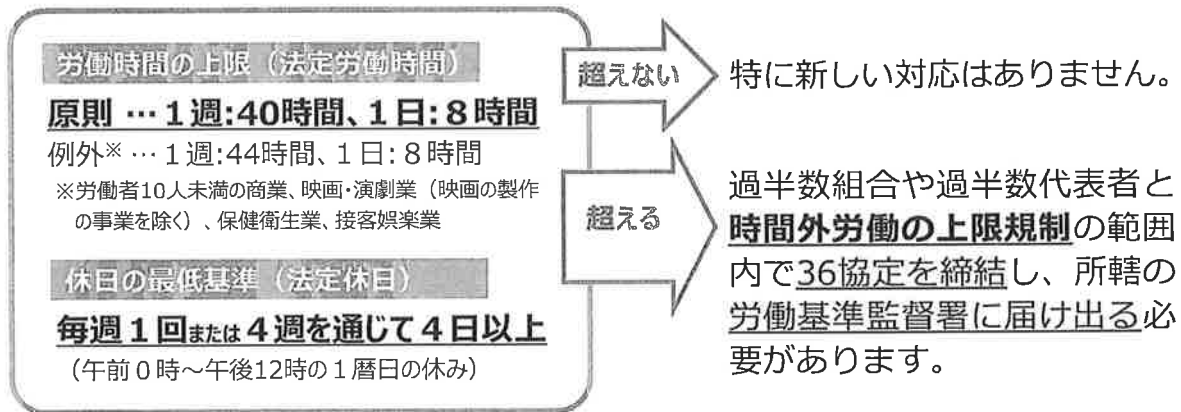 労働時間の上限（法定労働時間）
原則 … 1週:40時間、1日:8時間
例外※ … 1週:44時間、1日:8時間
※労働者10人未満の商業、映画・演劇業（映画の製作
の事業を除く）、保健衛生業、接客娯楽業
休日の最低基準（法定休日）
毎週1回または4週を通じて4日以上
（午前0時～午後12時の1暦日の休み）
超えない
特に新しい対応はありません。
超える
過半数組合や過半数代表者と
時間外労働の上限規制の範囲
内で36協定を締結し、所轄の
労働基準監督署に届け出る必
要があります。